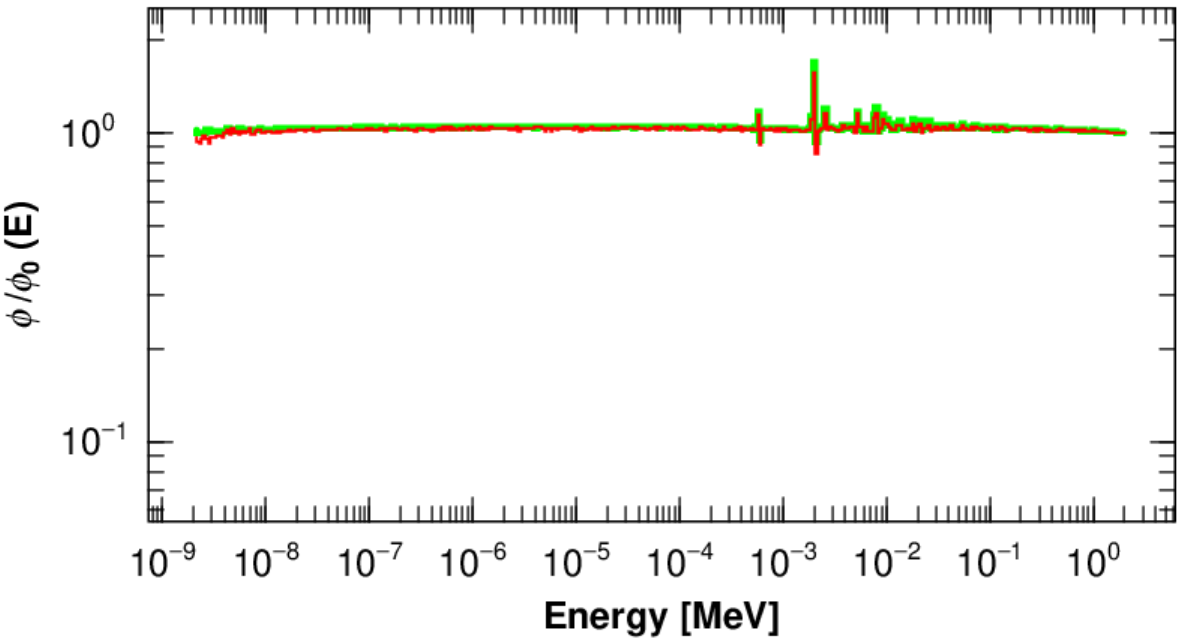 ϕ/ϕ₀ (E)
10⁰
10⁻¹
10⁻⁹ 10⁻⁸ 10⁻⁷ 10⁻⁶ 10⁻⁵ 10⁻⁴ 10⁻³ 10⁻² 10⁻¹ 10⁰
Energy [MeV]